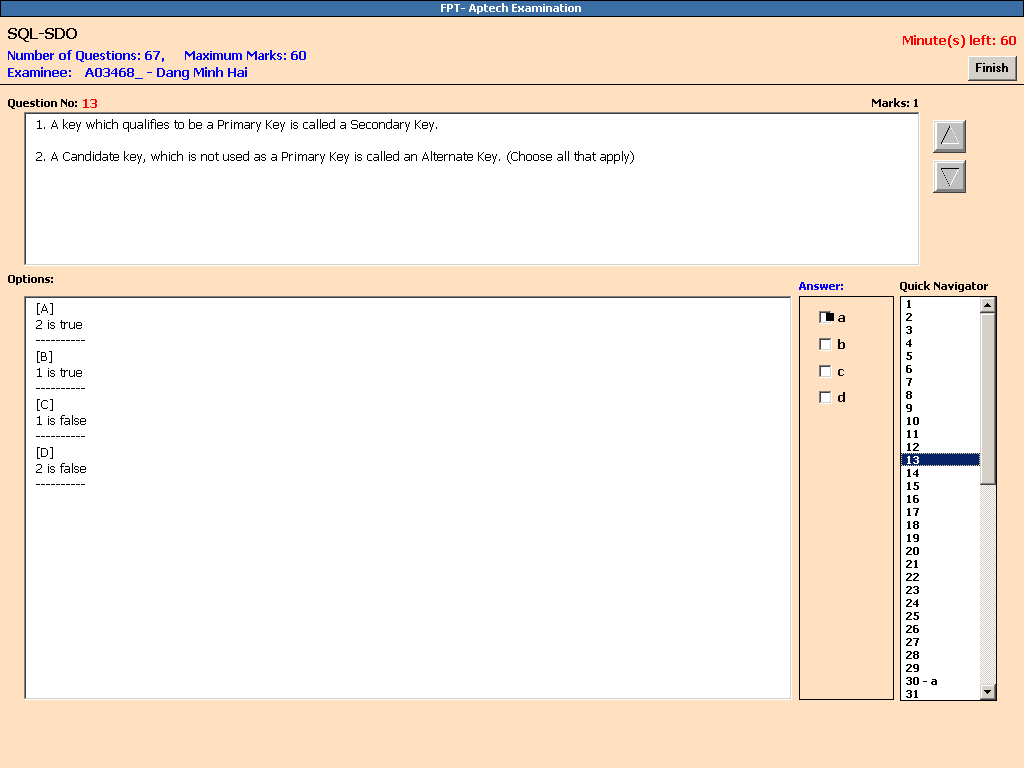 FPT- Aptech Examination
SQL-SDO
Number of Questions: 67, Maximum Marks: 60
Minute(s) left: 60
Examinee: A03468_ - Dang Minh Hai
Finish
Question No: 13
Marks: 1
1. A key which qualifies to be a Primary Key is called a Secondary Key.
2. A Candidate key, which is not used as a Primary Key is called an Alternate Key. (Choose all that apply)
Options:
[A]
2 is true
----------
[B]
1 is true
----------
[C]
1 is false
----------
[D]
2 is false
----------
Answer:
a
b
c
d
Quick Navigator
1
2
3
4
5
6
7
8
9
10
11
12
13
14
15
16
17
18
19
20
21
22
23
24
25
26
27
28
29
30 - a
31